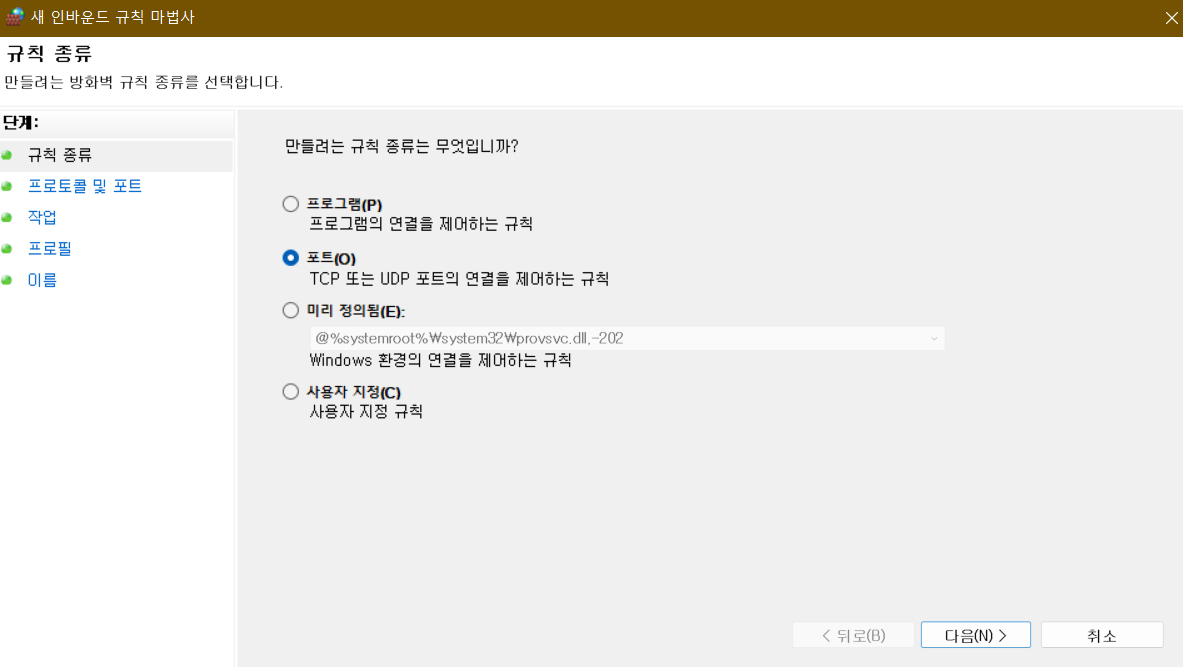 새 인바운드 규칙 마법사
규칙 종류
만들려는 방화벽 규칙 종류를 선택합니다.
단계:
규칙 종류
프로토콜 및 포트
작업
프로필
이름
만들려는 규칙 종류는 무엇입니까?
프로그램(P)
프로그램의 연결을 제어하는 규칙
포트(O)
TCP 또는 UDP 포트의 연결을 제어하는 규칙
미리 정의됨(E):
@%systemroot%₩system32₩provsvc.dll,-202
Windows 환경의 연결을 제어하는 규칙
사용자 지정(C)
사용자 지정 규칙
< 뒤로(B)
다음(N) >
취소